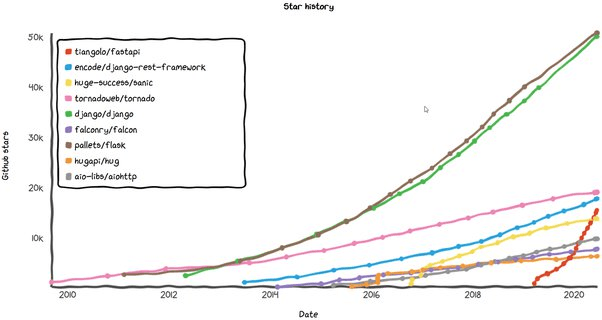 Star history
50k
40k
30k
20k
10k
Github stars
tiangolo/fastapi
encode/django-rest-framework
huge-success/sanic
tornadoweb/tornado
django/django
falconry/falcon
pallets/flask
hugapi/hug
aio-libs/aiohttp
2010 2012 2014 2016 2018 2020
Date